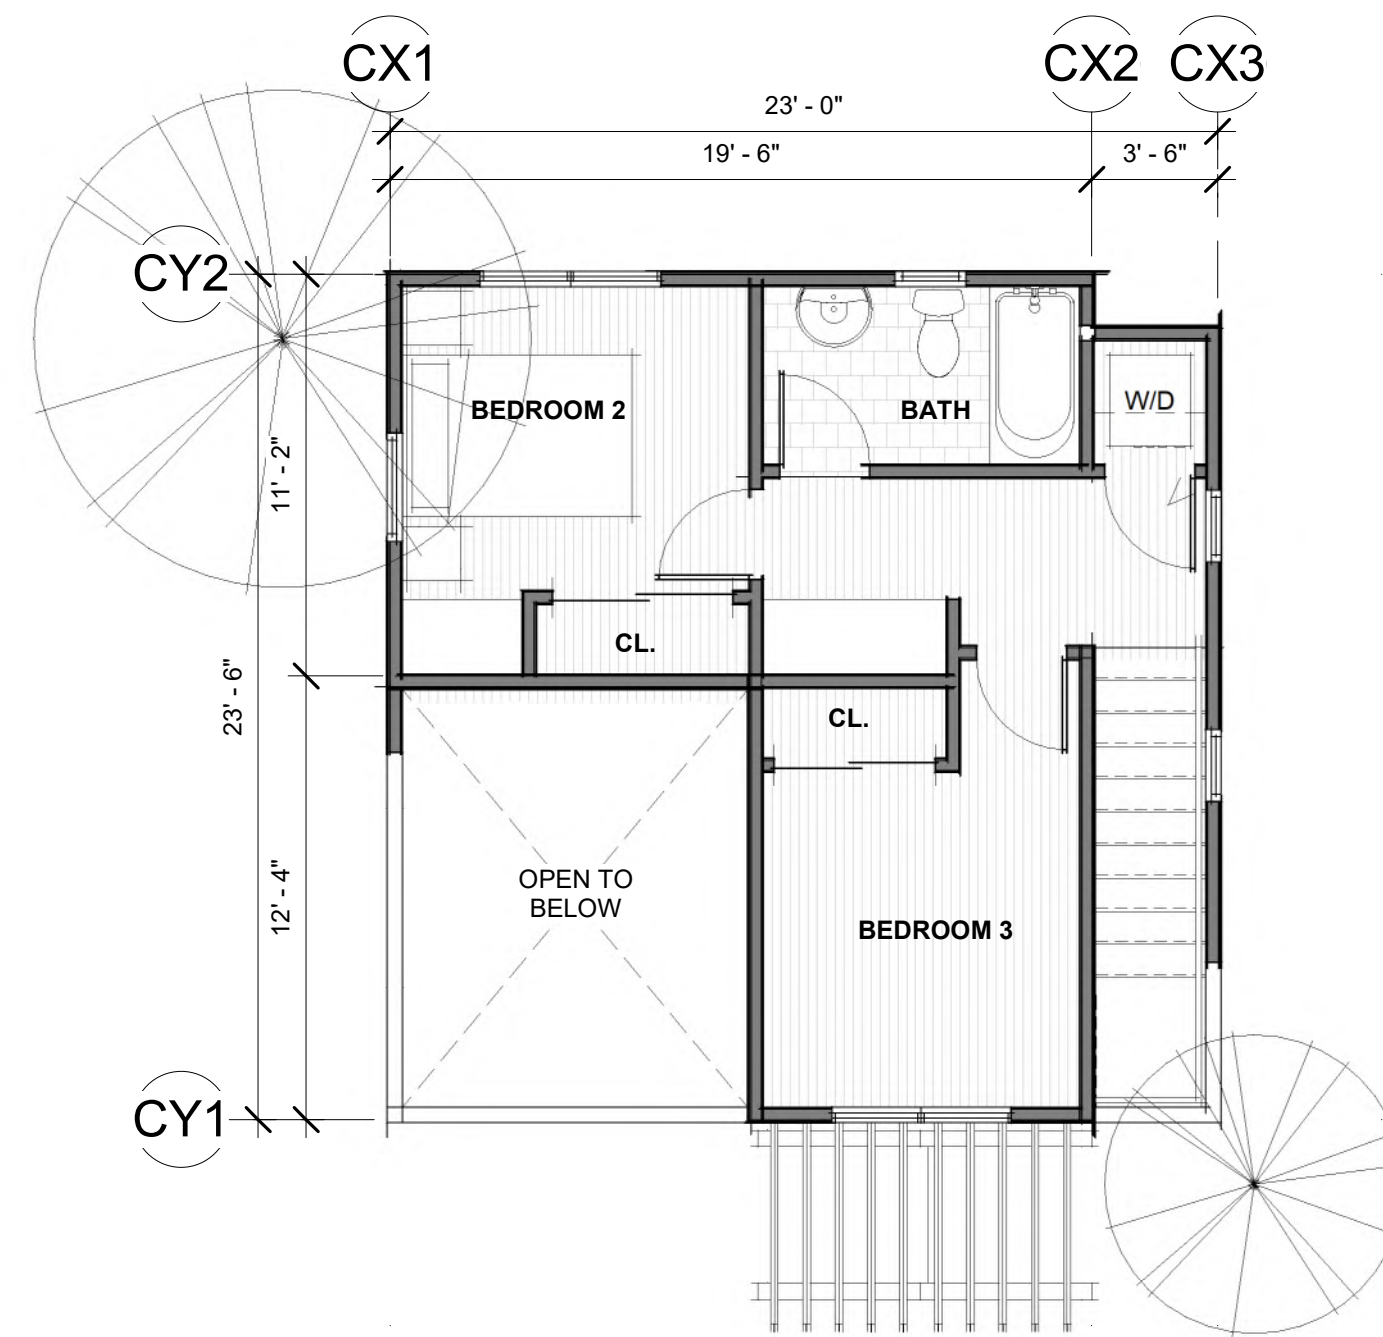 CX1
CX2
CX3
23' - 0"
19' - 6"
3' - 6"
CY2
BEDROOM 2
BATH
W/D
11' - 2"
CL.
23' - 6"
CL.
OPEN TO
BELOW
12' - 4"
BEDROOM 3
CY1